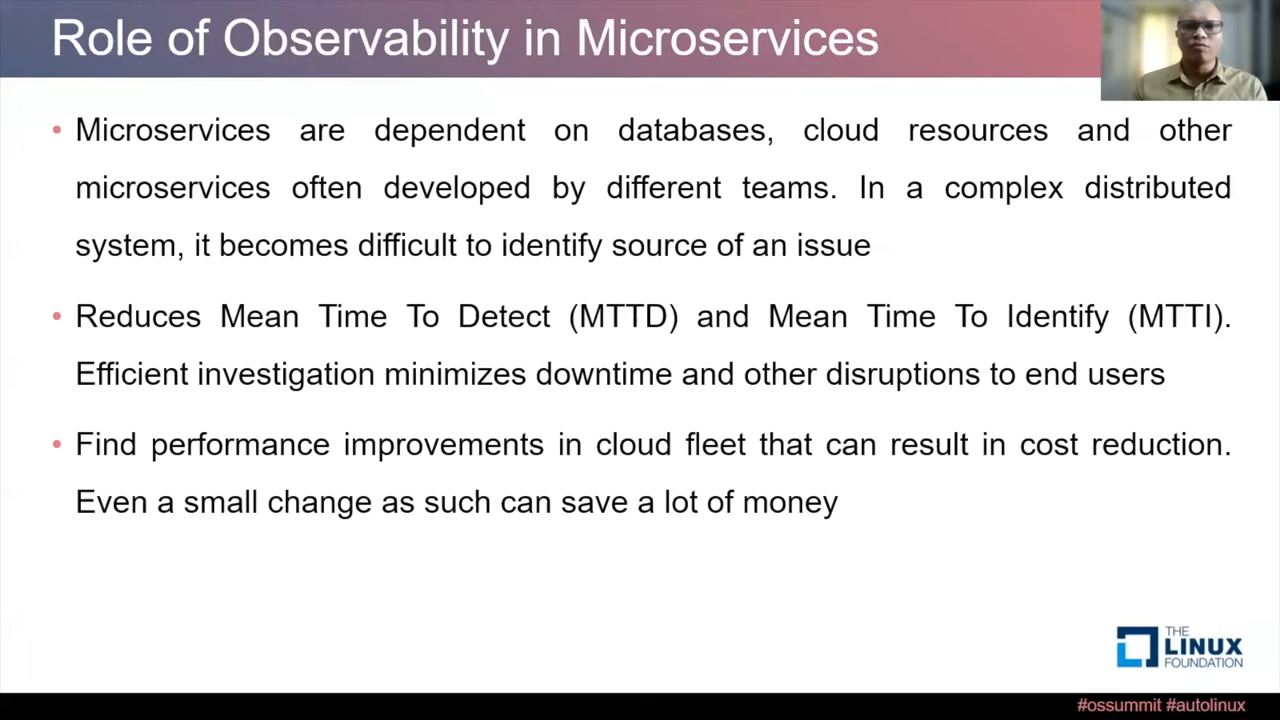 Role of Observability in Microservices
• Microservices are dependent on databases, cloud resources and other
microservices often developed by different teams. In a complex distributed
system, it becomes difficult to identify source of an issue
• Reduces Mean Time To Detect (MTTD) and Mean Time To Identify (MTTI).
Efficient investigation minimizes downtime and other disruptions to end users
• Find performance improvements in cloud fleet that can result in cost reduction.
Even a small change as such can save a lot of money
THE
LINUX
FOUNDATION
#ossummit #autolinux